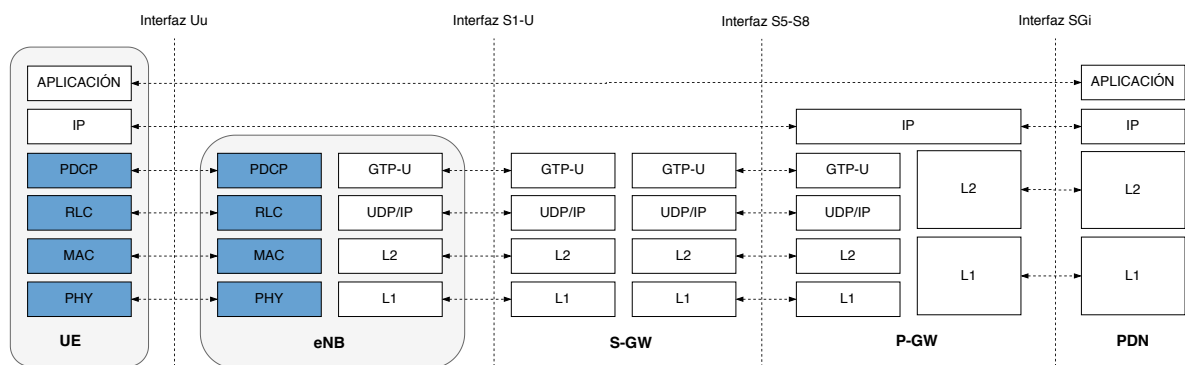 Interfaz Uu Interfaz S1-U Interfaz S5-S8 Interfaz SGi
APLICACIÓN APLICACIÓN
IP IP IP
PDCP PDCP GTP-U GTP-U GTP-U GTP-U L2 L2
RLC RLC UDP/IP UDP/IP UDP/IP UDP/IP
MAC MAC L2 L2 L2 L2 L1 L1
PHY PHY L1 L1 L1 L1
UE eNB S-GW P-GW PDN